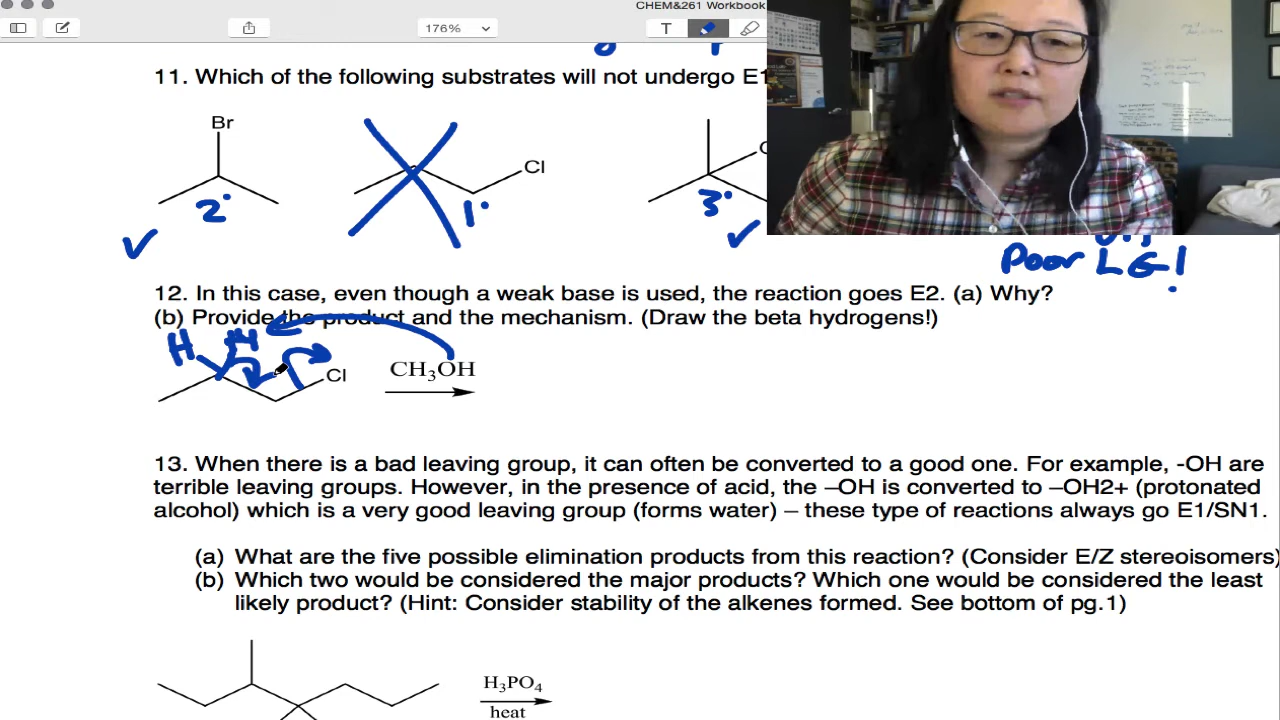 CHEM&261 Workbook
176%
T
11. Which of the following substrates will not undergo E1
Br
Cl
2°
1°
3°
Poor LG!
12. In this case, even though a weak base is used, the reaction goes E2. (a) Why?
(b) Provide the product and the mechanism. (Draw the beta hydrogens!)
H H
Cl
CH3OH
13. When there is a bad leaving group, it can often be converted to a good one. For example, -OH are
terrible leaving groups. However, in the presence of acid, the –OH is converted to –OH2+ (protonated
alcohol) which is a very good leaving group (forms water) – these type of reactions always go E1/SN1.
(a) What are the five possible elimination products from this reaction? (Consider E/Z stereoisomers)
(b) Which two would be considered the major products? Which one would be considered the least
likely product? (Hint: Consider stability of the alkenes formed. See bottom of pg.1)
H3PO4
heat